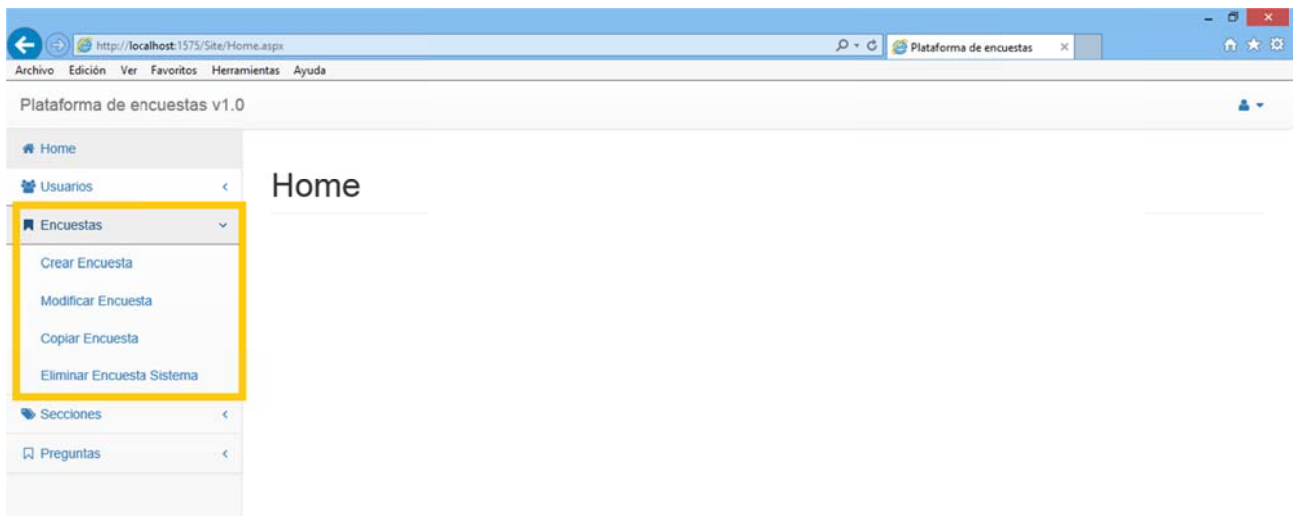 http://localhost:1575/Site/Home.aspx
Plataforma de encuestas
Archivo Edición Ver Favoritos Herramientas Ayuda
Plataforma de encuestas v1.0
Home
Usuarios
Home
Encuestas
Crear Encuesta
Modificar Encuesta
Copiar Encuesta
Eliminar Encuesta Sistema
Secciones
Preguntas